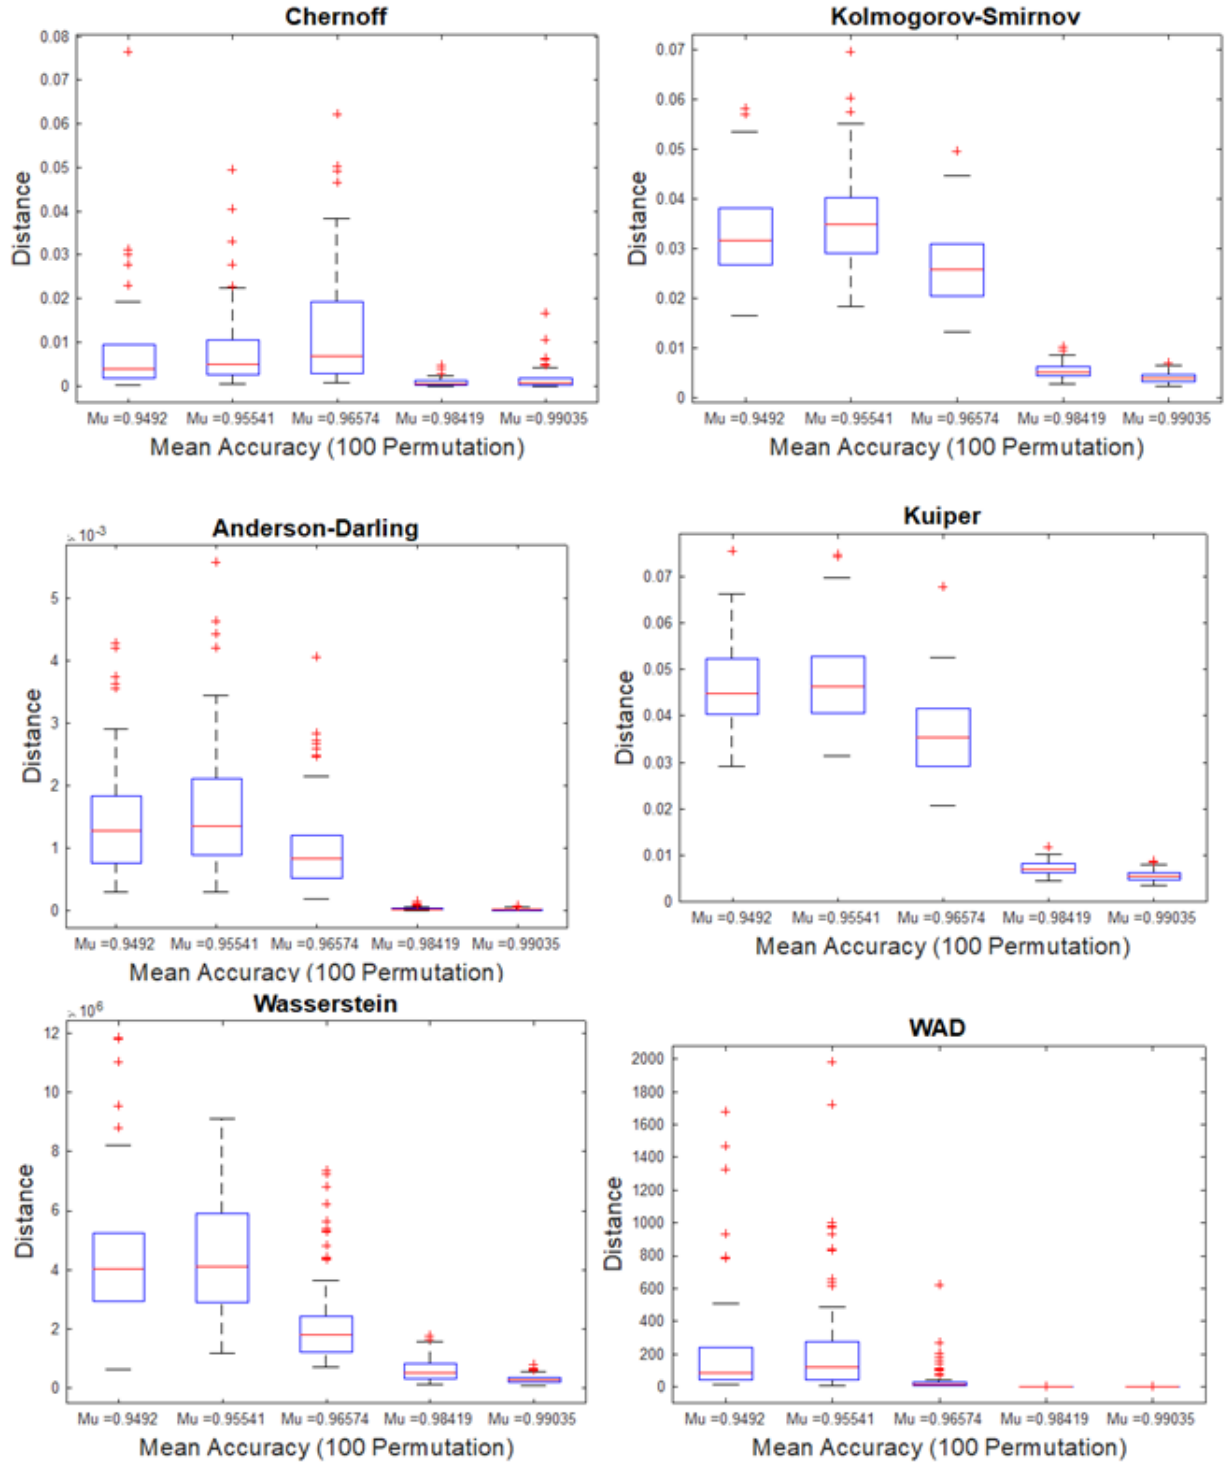 Chernoff
0.08
0.07
0.06
0.05
0.04
0.03
0.02
0.01
0
Distance
Mu =0.9492 Mu =0.95541 Mu =0.96574 Mu =0.98419 Mu =0.99035
Mean Accuracy (100 Permutation)
Kolmogorov-Smirnov
0.07
0.06
0.05
0.04
0.03
0.02
0.01
0
Distance
Mu =0.9492 Mu =0.95541 Mu =0.96574 Mu =0.98419 Mu =0.99035
Mean Accuracy (100 Permutation)
Anderson-Darling
10-3
5
4
3
2
1
0
Distance
Mu =0.9492 Mu =0.95541 Mu =0.96574 Mu =0.98419 Mu =0.99035
Mean Accuracy (100 Permutation)
Kuiper
0.07
0.06
0.05
0.04
0.03
0.02
0.01
0
Distance
Mu =0.9492 Mu =0.95541 Mu =0.96574 Mu =0.98419 Mu =0.99035
Mean Accuracy (100 Permutation)
Wasserstein
10^6
12
10
8
6
4
2
0
Distance
Mu =0.9492 Mu =0.95541 Mu =0.96574 Mu =0.98419 Mu =0.99035
Mean Accuracy (100 Permutation)
WAD
2000
1800
1600
1400
1200
1000
800
600
400
200
0
Distance
Mu =0.9492 Mu =0.95541 Mu =0.96574 Mu =0.98419 Mu =0.99035
Mean Accuracy (100 Permutation)